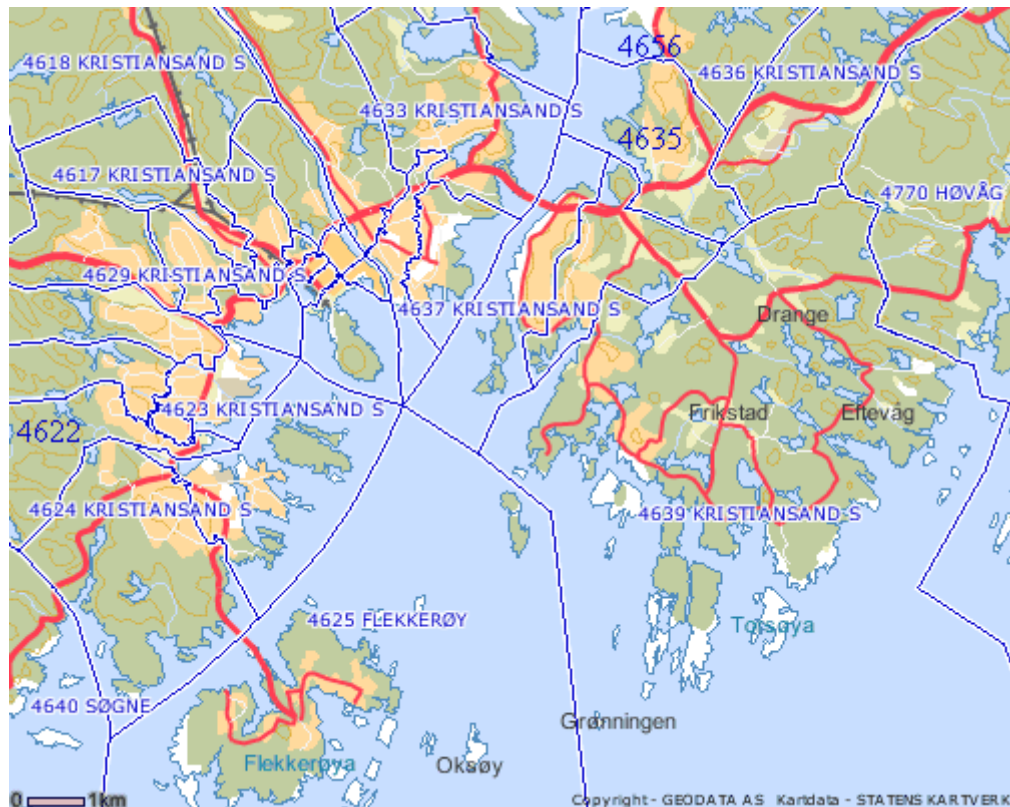 4656
4618 KRISTIANSAND S
4636 KRISTIANSAND S
4633 KRISTIANSAND S
4635
4617 KRISTIANSAND S
4770 HØVÅG
4629 KRISTIANSAND S
4637 KRISTIANSAND S
Drange
4623 KRISTIANSAND S
Frikstad
Eftevåg
4622
4624 KRISTIANSAND S
4639 KRISTIANSAND S
4625 FLEKKERØY
Torsøya
4640 SØGNE
Grønningen
Flekkerøya
Oksøy
0 1km
Copyright - GEODATA AS Kartdata - STATENS KARTVERK